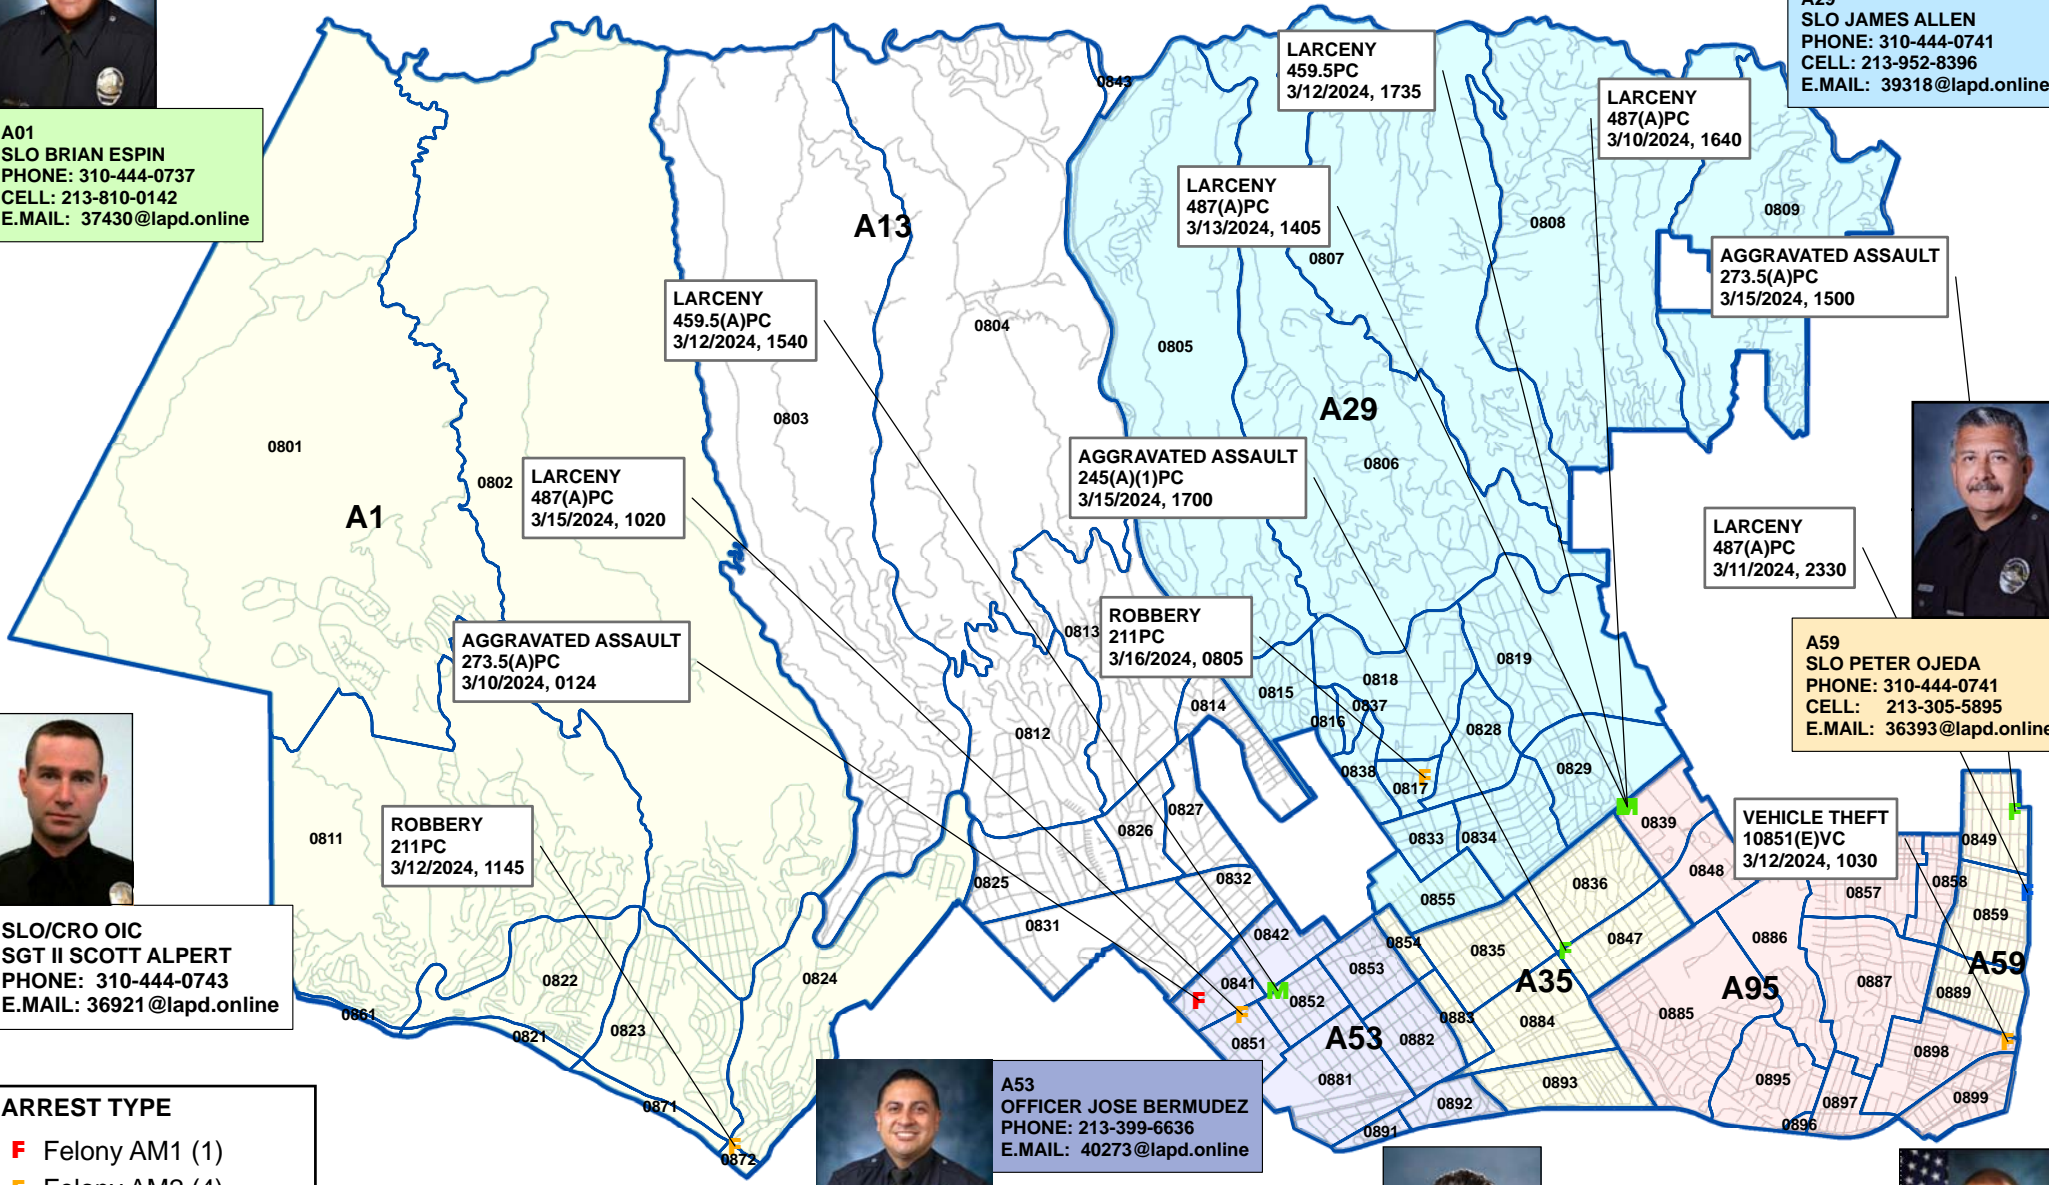 A29
SLO JAMES ALLEN
PHONE: 310-444-0741
CELL: 213-952-8396
E.MAIL: 39318@lapd.online
A01
SLO BRIAN ESPIN
PHONE: 310-444-0737
CELL: 213-810-0142
E.MAIL: 37430@lapd.online
LARCENY
459.5PC
3/12/2024, 1735
LARCENY
487(A)PC
3/10/2024, 1640
LARCENY
487(A)PC
3/13/2024, 1405
AGGRAVATED ASSAULT
273.5(A)PC
3/15/2024, 1500
LARCENY
459.5(A)PC
3/12/2024, 1540
AGGRAVATED ASSAULT
245(A)(1)PC
3/15/2024, 1700
LARCENY
487(A)PC
3/15/2024, 1020
LARCENY
487(A)PC
3/11/2024, 2330
ROBBERY
211PC
3/16/2024, 0805
AGGRAVATED ASSAULT
273.5(A)PC
3/10/2024, 0124
A59
SLO PETER OJEDA
PHONE: 310-444-0741
CELL: 213-305-5895
E.MAIL: 36393@lapd.online
ROBBERY
211PC
3/12/2024, 1145
VEHICLE THEFT
10851(E)VC
3/12/2024, 1030
SLO/CRO OIC
SGT II SCOTT ALPERT
PHONE: 310-444-0743
E.MAIL: 36921@lapd.online
A53
OFFICER JOSE BERMUDEZ
PHONE: 213-399-6636
E.MAIL: 40273@lapd.online
ARREST TYPE
F Felony AM1 (1)
F Felony AM2 (4)
A1
A13
A29
A35
A53
A95
A59
0843
0809
0808
0807
0804
0805
0803
0801
0806
0802
0813
0819
0818
0815
0837
0814
0816
0828
0812
0829
0838
0817
0827
0839
0826
0811
0833
0834
0849
0848
0832
0825
0836
0858
0857
0855
0859
0831
0842
0854
0835
0847
0886
0853
0824
0822
0841
0852
0887
0889
0861
0821
0823
0883
0884
0885
0851
0882
0898
0881
0893
0895
0871
0892
0897
0899
0891
0896
0872
F
F
M
F
M
F
F
F
F
F